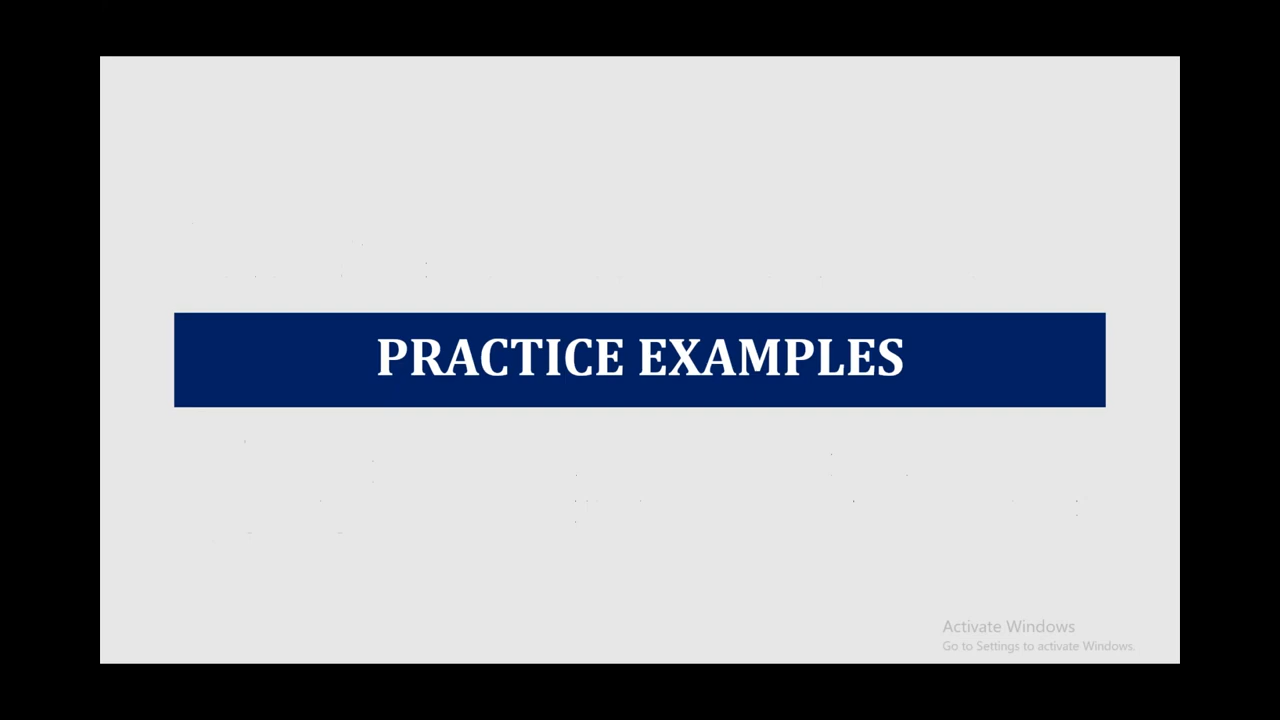 PRACTICE EXAMPLES
Activate Windows
Go to Settings to activate Windows.